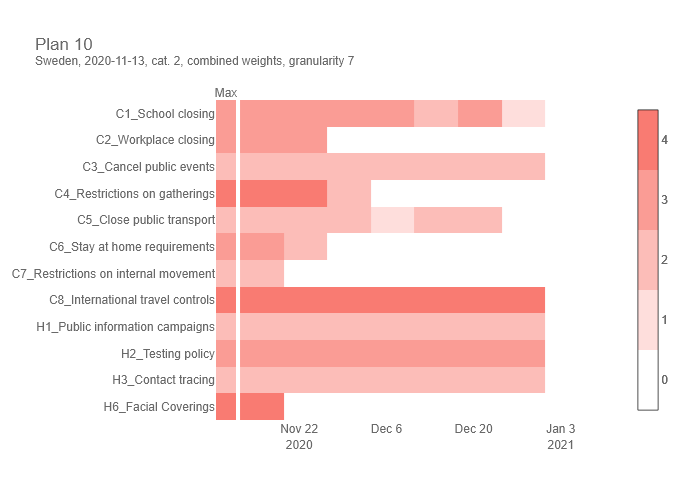 Plan 10
Sweden, 2020-11-13, cat. 2, combined weights, granularity 7
Max
C1_School closing
C2_Workplace closing
C3_Cancel public events
C4_Restrictions on gatherings
C5_Close public transport
C6_Stay at home requirements
C7_Restrictions on internal movement
C8_International travel controls
H1_Public information campaigns
H2_Testing policy
H3_Contact tracing
H6_Facial Coverings
Nov 22 Dec 6 Dec 20 Jan 3
2020 2021
4
3
2
1
0